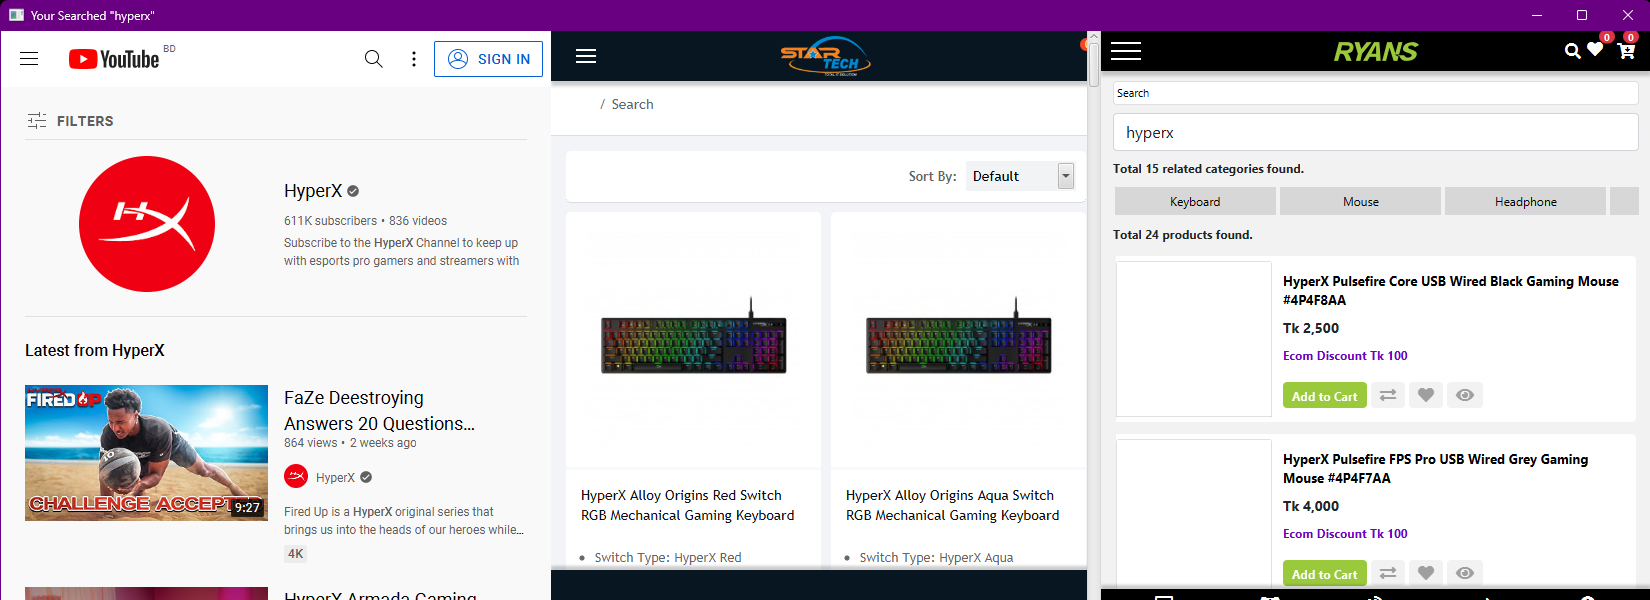 Your Searched "hyperx"
YouTube BD
SIGN IN
FILTERS
HyperX
611K subscribers • 836 videos
Subscribe to the HyperX Channel to keep up
with esports pro gamers and streamers with
Latest from HyperX
FIRED UP
CHALLENGE ACCEPT
9:27
FaZe Deestroying
Answers 20 Questions...
864 views • 2 weeks ago
HyperX
Fired Up is a HyperX original series that
brings us into the heads of our heroes while...
4K
HyperX Armada Gaming
STAR
TECH
/ Search
Sort By: Default
HyperX Alloy Origins Red Switch
RGB Mechanical Gaming Keyboard
• Switch Type: HyperX Red
HyperX Alloy Origins Aqua Switch
RGB Mechanical Gaming Keyboard
• Switch Type: HyperX Aqua
RYANS
0 0
Search
hyperx
Total 15 related categories found.
Keyboard Mouse Headphone
Total 24 products found.
HyperX Pulsefire Core USB Wired Black Gaming Mouse
#4P4F8AA
Tk 2,500
Ecom Discount Tk 100
Add to Cart
HyperX Pulsefire FPS Pro USB Wired Grey Gaming
Mouse #4P4F7AA
Tk 4,000
Ecom Discount Tk 100
Add to Cart